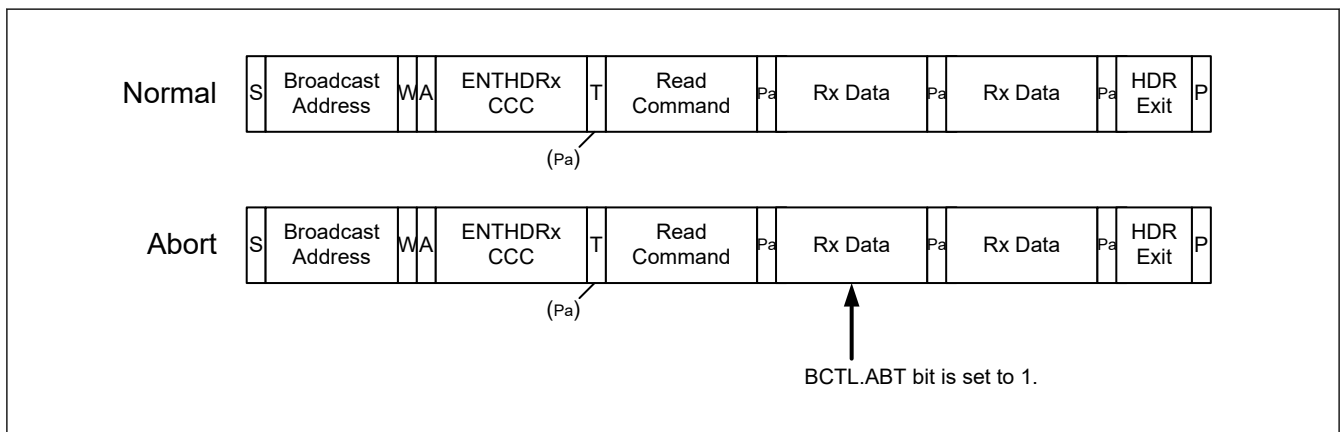 Normal S Broadcast Address W A ENTHDRx CCC T Read Command Pa Rx Data Pa Rx Data Pa HDR Exit P
(Pa)
Abort S Broadcast Address W A ENTHDRx CCC T Read Command Pa Rx Data Pa Rx Data Pa HDR Exit P
(Pa)
BCTL.ABT bit is set to 1.